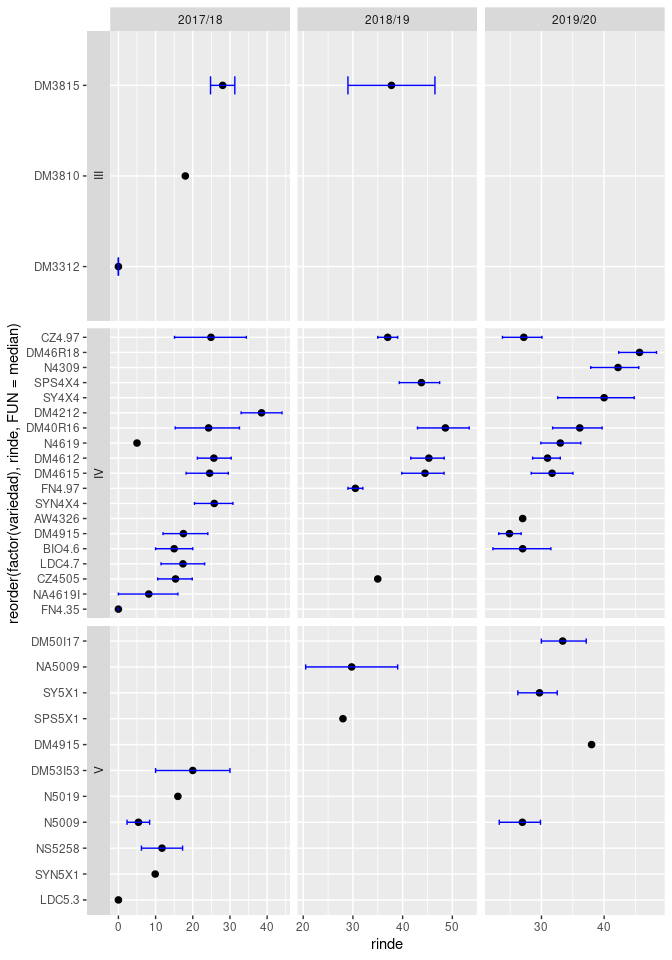 2017/18 2018/19 2019/20
reorder(factor(variedad), rinde, FUN = median)
III
DM3815
DM3810
DM3312
IV
CZ4.97
DM46R18
N4309
SPS4X4
SY4X4
DM4212
DM40R16
N4619
DM4612
DM4615
FN4.97
SYN4X4
AW4326
DM4915
BIO4.6
LDC4.7
CZ4505
NA4619I
FN4.35
V
DM50I17
NA5009
SY5X1
SPS5X1
DM4915
DM53I53
N5019
N5009
NS5258
SYN5X1
LDC5.3
0 10 20 30 40 20 30 40 50 30 40
rinde